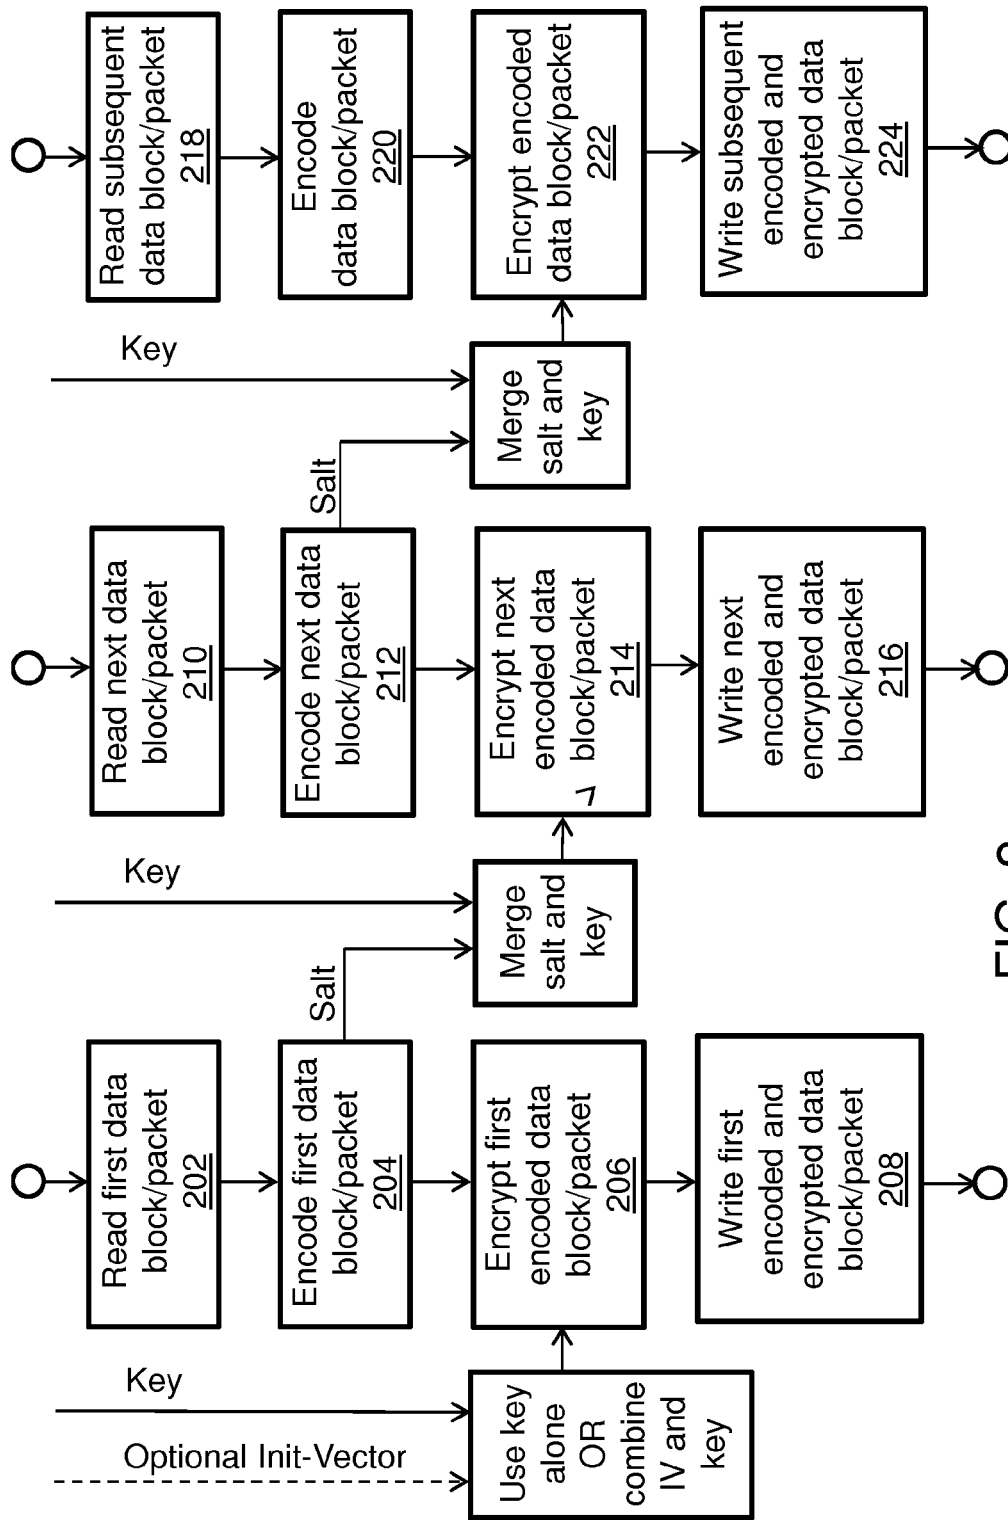 Read first data
block/packet
202
Encode first data
block/packet
204
Salt
Key
Optional Init-Vector
Use key
alone
OR
combine
IV and
key
Encrypt first
encoded data
block/packet
206
Write first
encoded and
encrypted data
block/packet
208
Read next data
block/packet
210
Encode next data
block/packet
212
Salt
Key
Merge
salt and
key
Encrypt next
encoded data
block/packet
214
Write next
encoded and
encrypted data
block/packet
216
Read subsequent
data block/packet
218
Encode
data block/packet
220
Key
Merge
salt and
key
Encrypt encoded
data block/packet
222
Write subsequent
encoded and
encrypted data
block/packet
224
FIG.